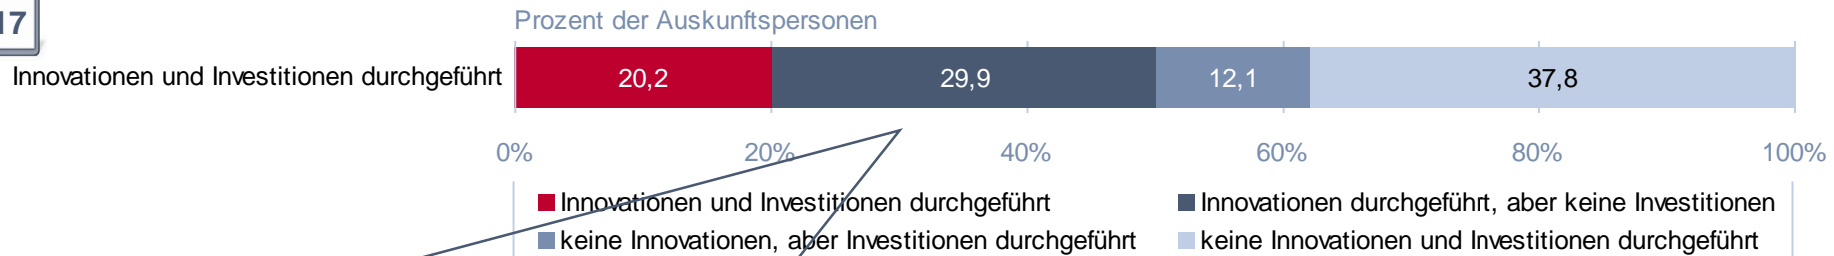 17
Prozent der Auskunftspersonen
Innovationen und Investitionen durchgeführt
20,2
29,9
12,1
37,8
0%
20%
40%
60%
80%
100%
Innovationen und Investitionen durchgeführt
Innovationen durchgeführt, aber keine Investitionen
keine Innovationen, aber Investitionen durchgeführt
keine Innovationen und Investitionen durchgeführt